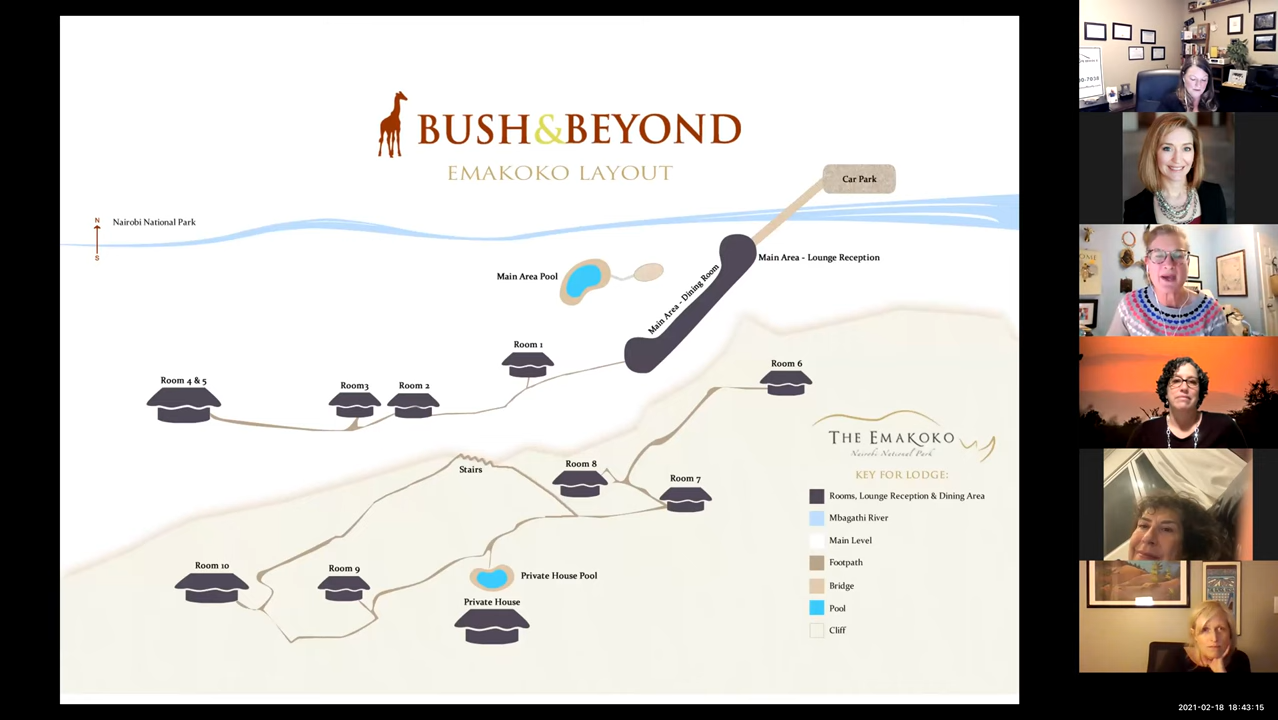 BUSH&BEYOND
EMAKOKO LAYOUT
Car Park
N
Nairobi National Park
S
Main Area - Lounge Reception
Main Area Pool
Main Area - Dining Room
Room 1
Room 6
Room 4 & 5
Room3
Room 2
THE EMAKOKO
Nairobi National Park
Stairs
Room 8
KEY FOR LODGE:
Room 7
Rooms, Lounge Reception & Dining Area
Mbagathi River
Main Level
Footpath
Room 10
Room 9
Private House Pool
Bridge
Private House
Pool
Cliff
2021-02-18 18:43:15